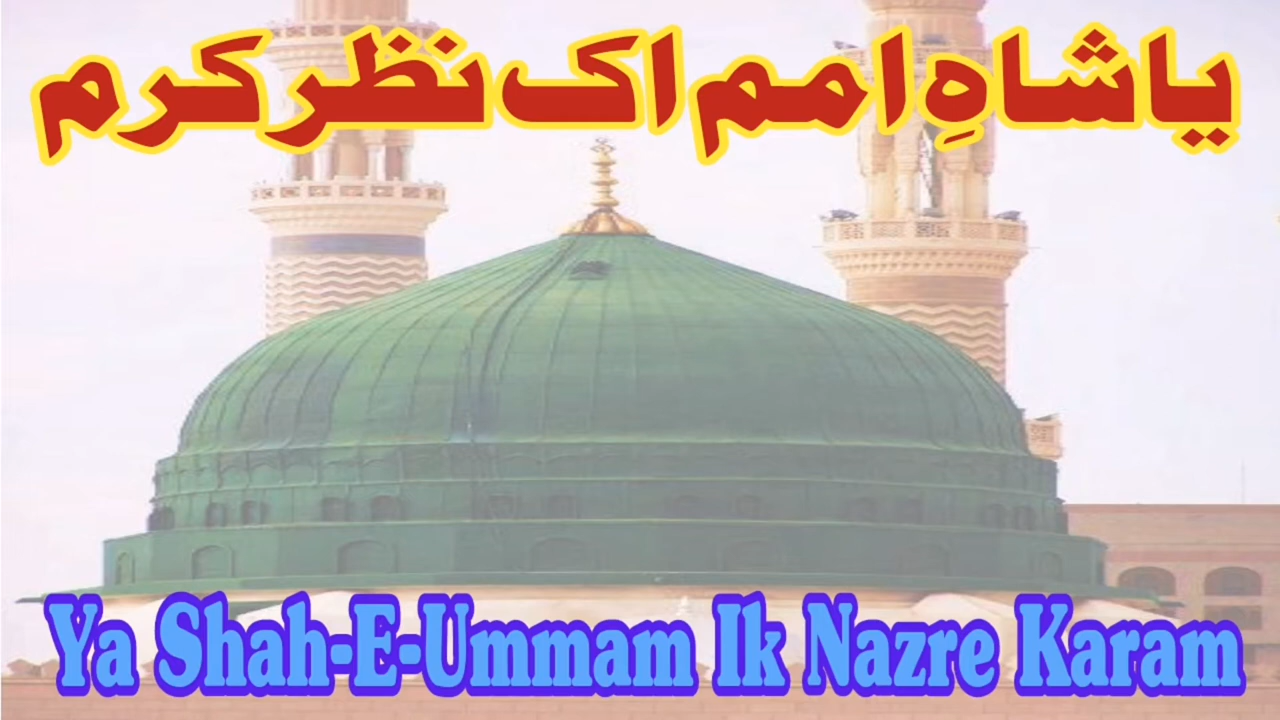 یا شاہِ امم اک نظر کرم
Ya Shah-E-Ummam Ik Nazre Karam